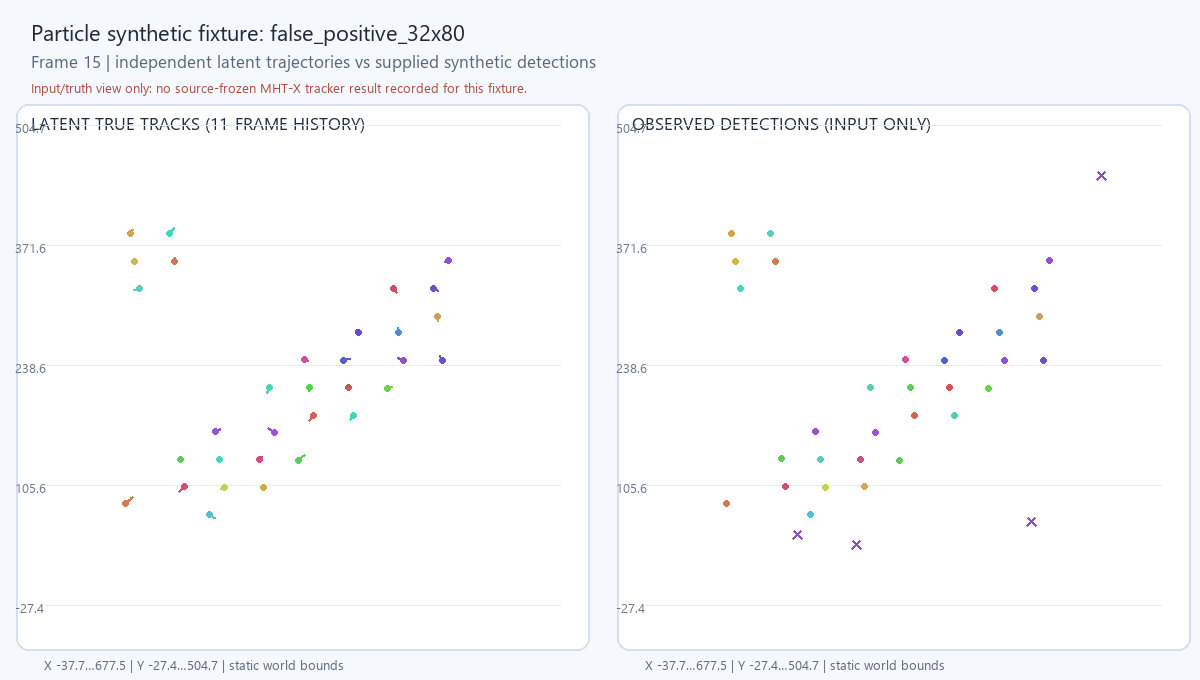 Particle synthetic fixture: false_positive_32x80
Frame 15 | independent latent trajectories vs supplied synthetic detections
Input/truth view only: no source-frozen MHT-X tracker result recorded for this fixture.
LATENT TRUE TRACKS (11-FRAME HISTORY)
504.7
371.6
238.6
105.6
-27.4
X -37.7...677.5 | Y -27.4...504.7 | static world bounds
OBSERVED DETECTIONS (INPUT ONLY)
504.7
371.6
238.6
105.6
-27.4
X -37.7...677.5 | Y -27.4...504.7 | static world bounds